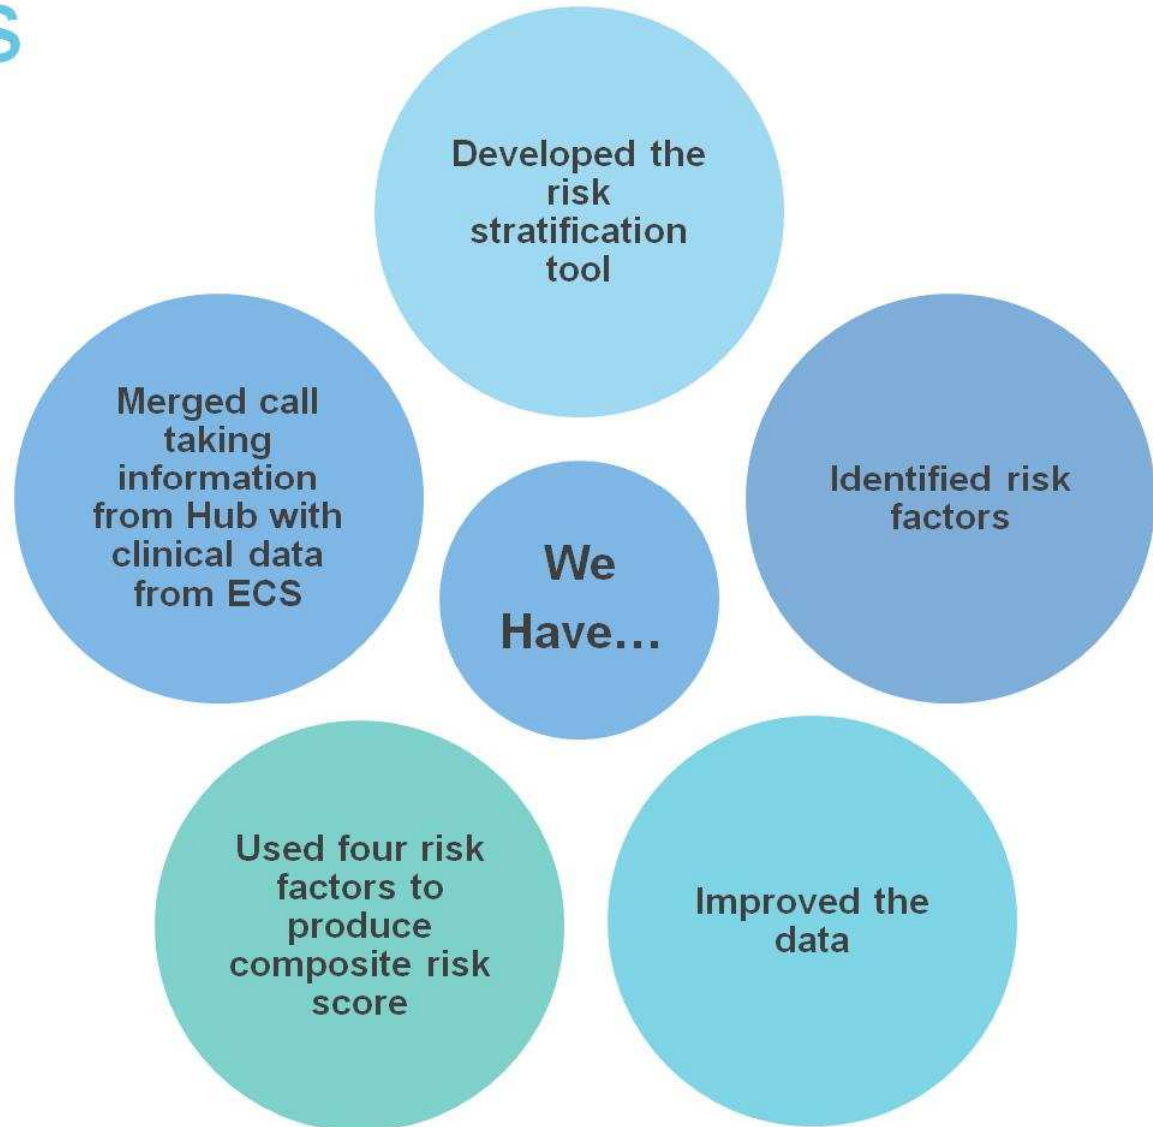 Developed the
risk
stratification
tool
Merged call
taking
information
from Hub with
clinical data
from ECS
Identified risk
factors
We
Have…
Used four risk
factors to
produce
composite risk
score
Improved the
data